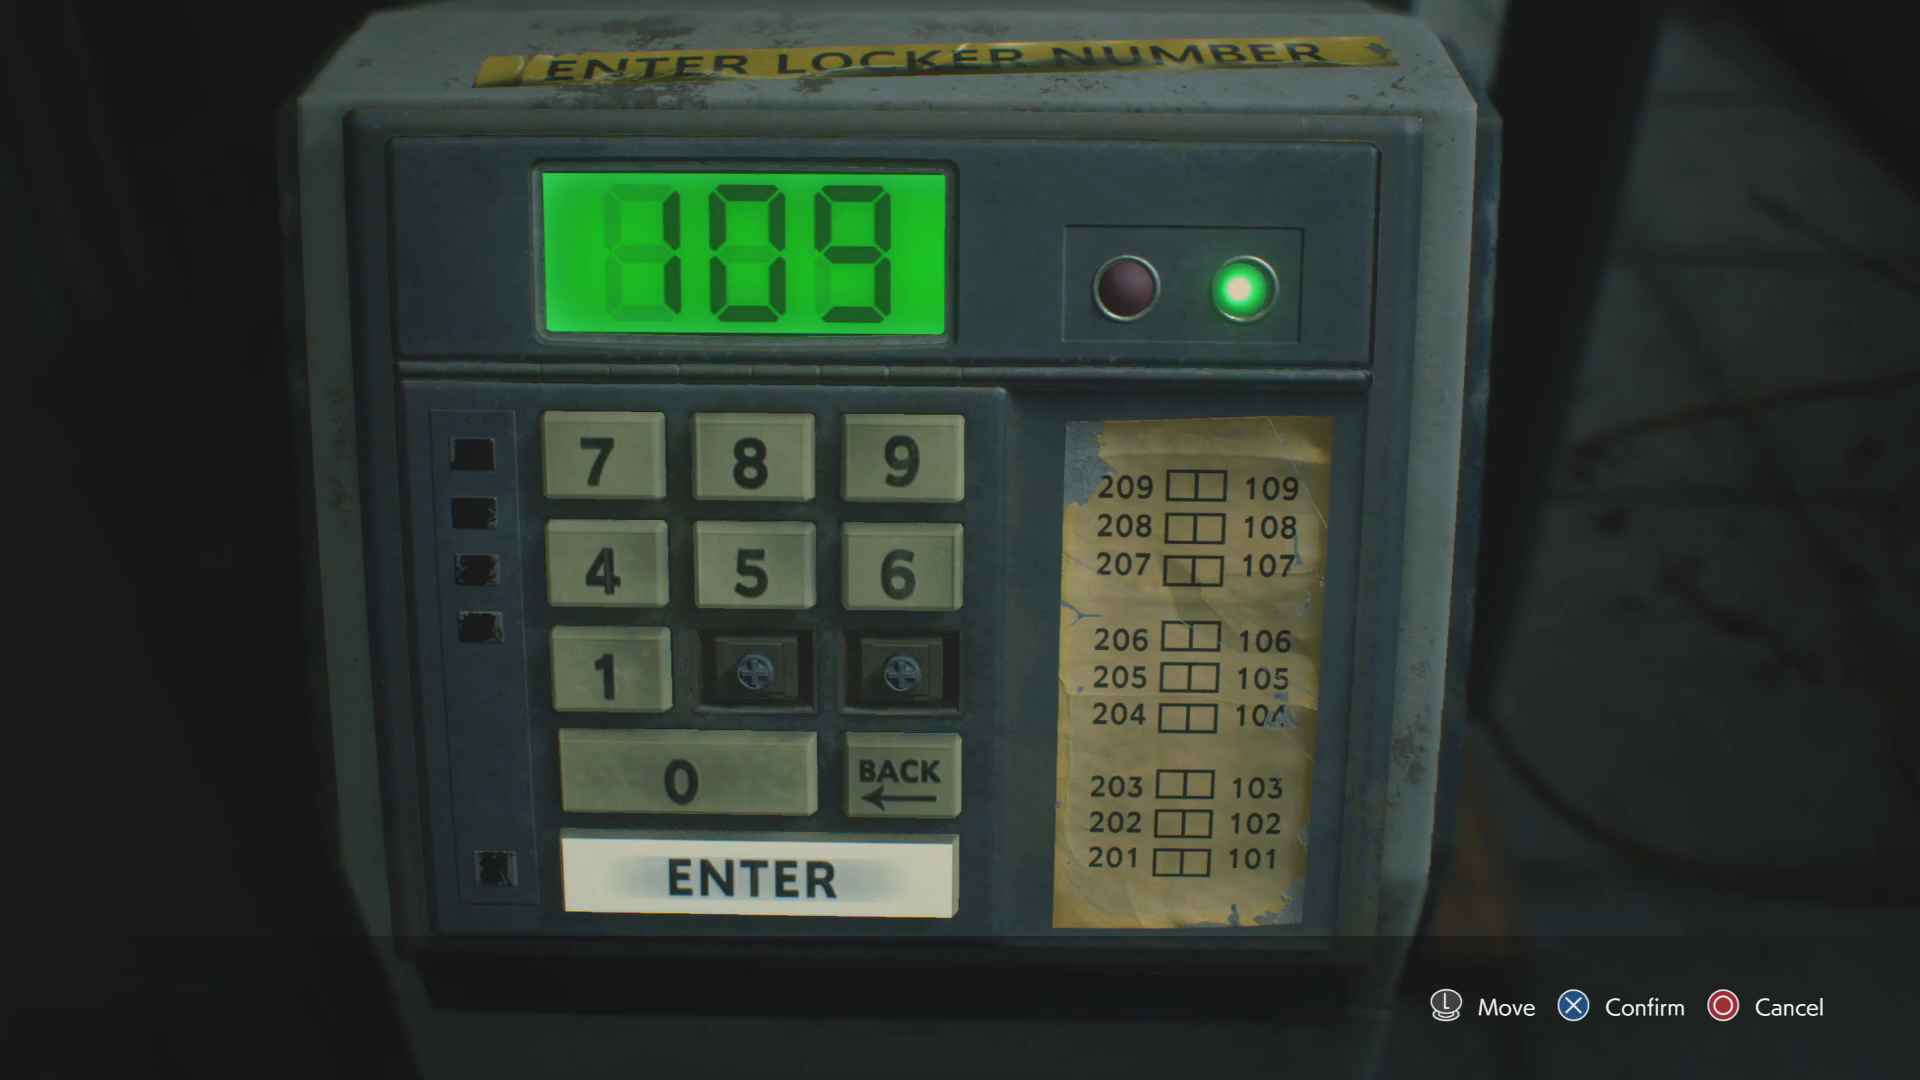 ENTER LOCKER NUMBER
109
7 8 9
4 5 6
1
0 BACK
ENTER
209 109
208 108
207 107
206 106
205 105
204 104
203 103
202 102
201 101
L Move Confirm Cancel